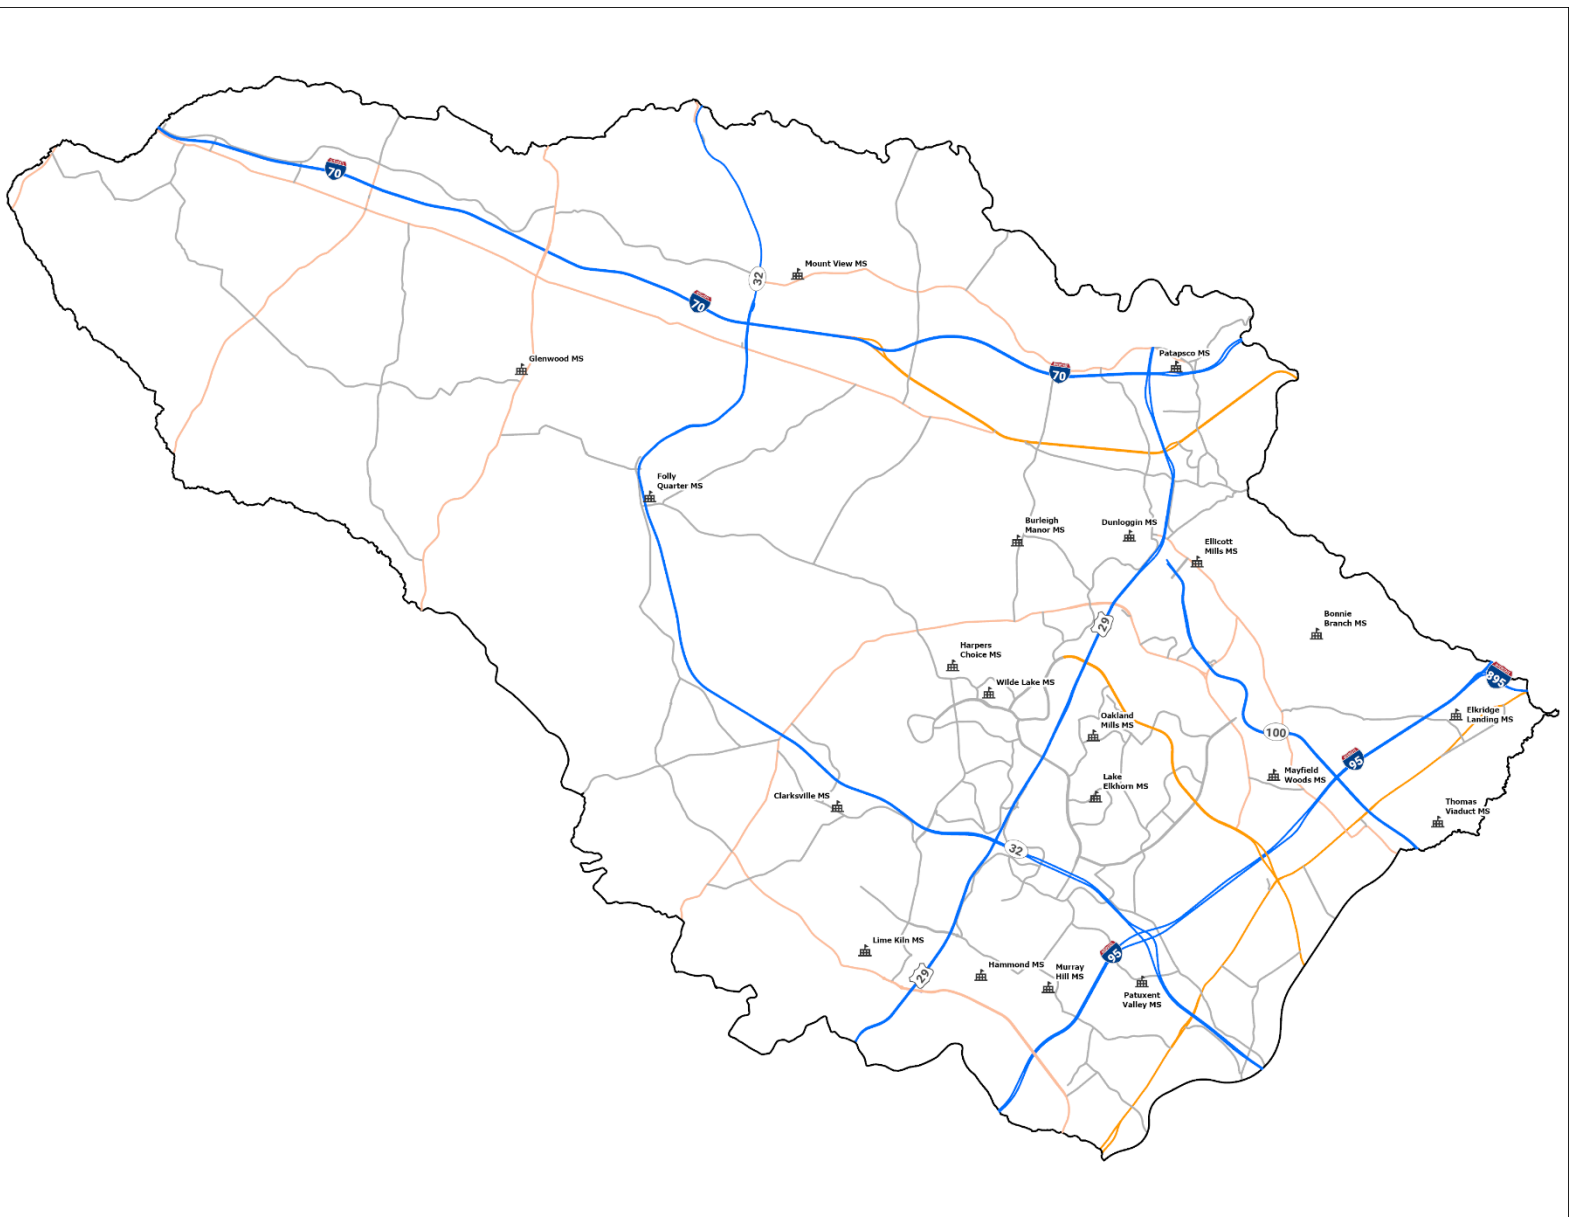 70
Mount View MS
32
70
Glenwood MS
Patapsco MS
70
Folly
Quarter MS
Burleigh
Manor MS
Dunloggin MS
Ellicott
Mills MS
29
Bonnie
Branch MS
Harpers
Choice MS
Wilde Lake MS
895
Oakland
Mills MS
Elkridge
Landing MS
100
95
Mayfield
Woods MS
Lake
Elkhorn MS
Clarksville MS
Thomas
Viaduct MS
32
Lime Kiln MS
95
Hammond MS
Murray
Hill MS
29
Patuxent
Valley MS